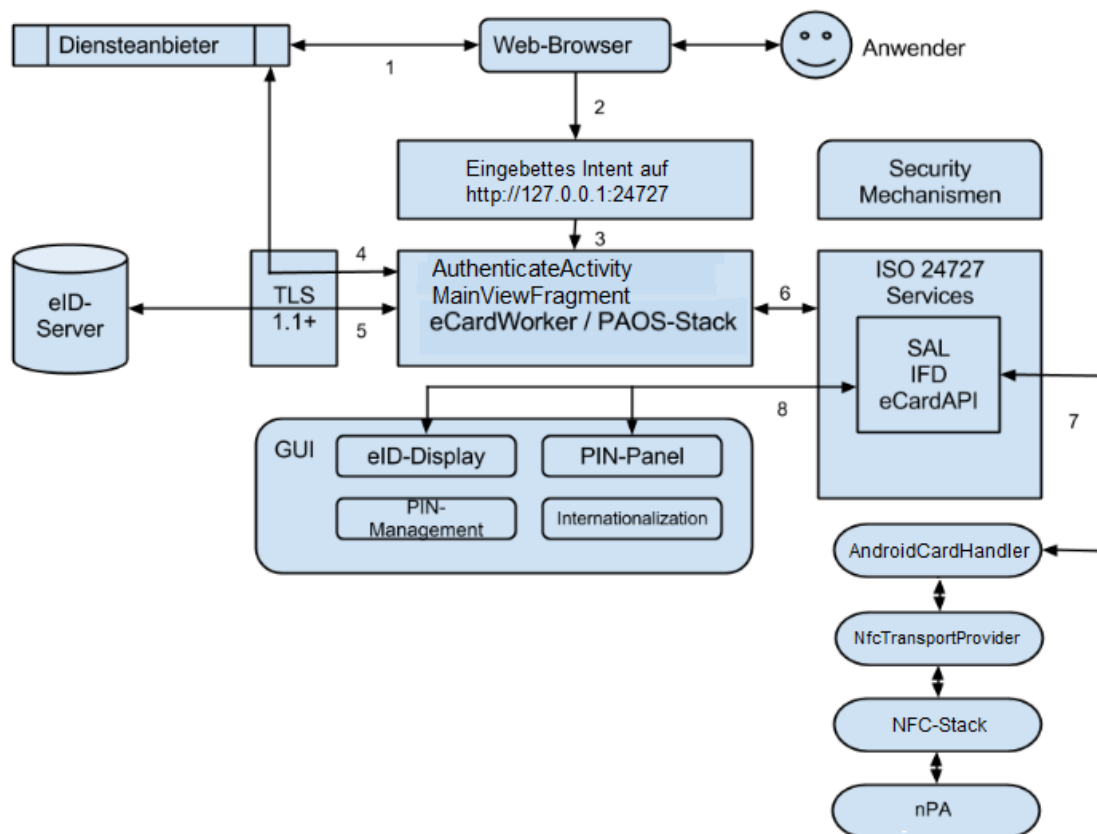 Diensteanbieter
1
Web-Browser
Anwender
2
Eingebettes Intent auf
http://127.0.0.1:24727
Security
Mechanismen
3
eID-
Server
TLS
1.1+
4
5
AuthenticateActivity
MainViewFragment
eCardWorker / PAOS-Stack
6
ISO 24727
Services
SAL
IFD
eCardAPI
7
8
GUI
eID-Display
PIN-Panel
PIN-
Management
Internationalization
AndroidCardHandler
NfcTransportProvider
NFC-Stack
nPA